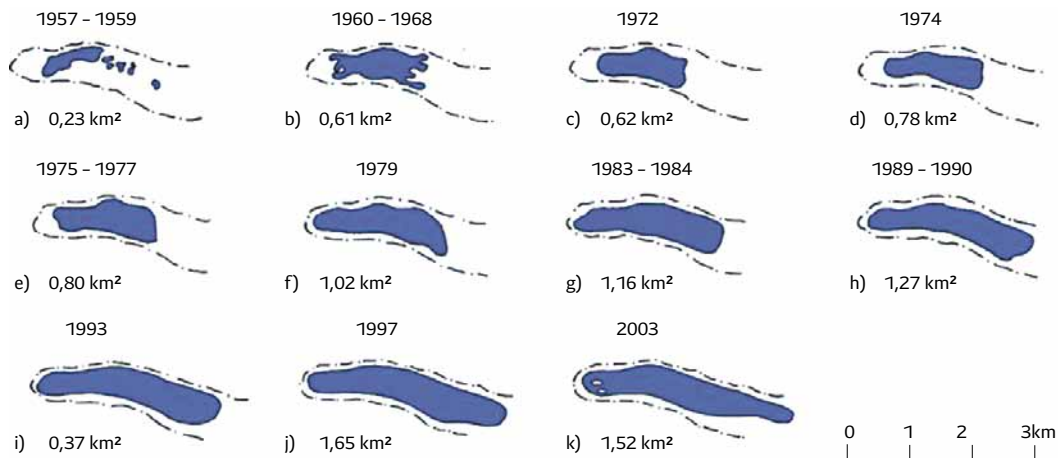 1957 – 1959
1960 – 1968
1972
1974
a) 0,23 km²
b) 0,61 km²
c) 0,62 km²
d) 0,78 km²
1975 – 1977
1979
1983 – 1984
1989 – 1990
e) 0,80 km²
f) 1,02 km²
g) 1,16 km²
h) 1,27 km²
1993
1997
2003
i) 0,37 km²
j) 1,65 km²
k) 1,52 km²
0 1 2 3km